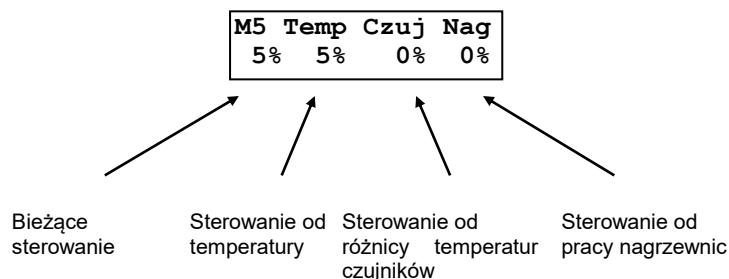 M5 Temp Czuj Nag
5% 5% 0% 0%
Bieżące
sterowanie
Sterowanie od
temperatury
Sterowanie od
różnicy temperatur
czujników
Sterowanie od
pracy nagrzewnic